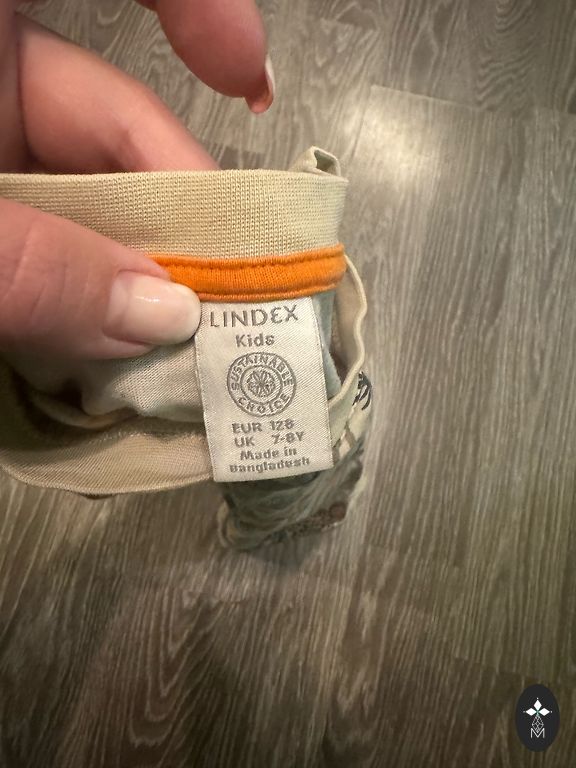 LINDEX
Kids
SUSTAINABLE
CHOICE
EUR 128
UK 7-8Y
Made in
Bangladesh
M